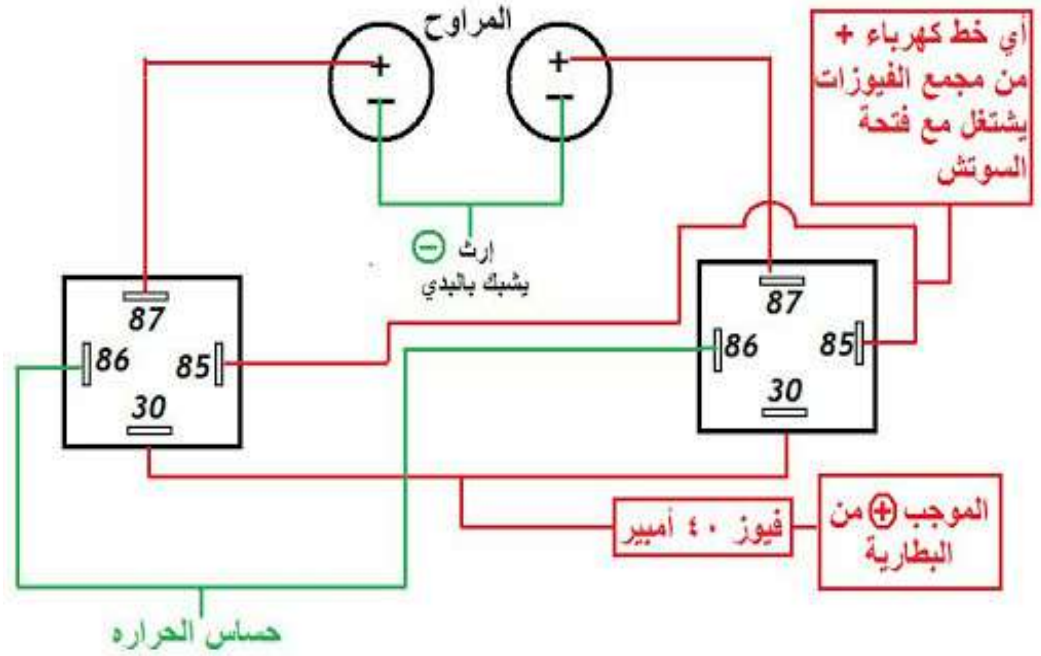 المراوح
أي خط كهرباء +
من مجمع الفيوزات
يشتغل مع فتحة
السوتش
+
−
+
−
إرث −
يشبك بالبدي
87
86
85
30
87
86
85
30
فيوز ٤٠ أمبير
الموجب + من
البطارية
حساس الحراره